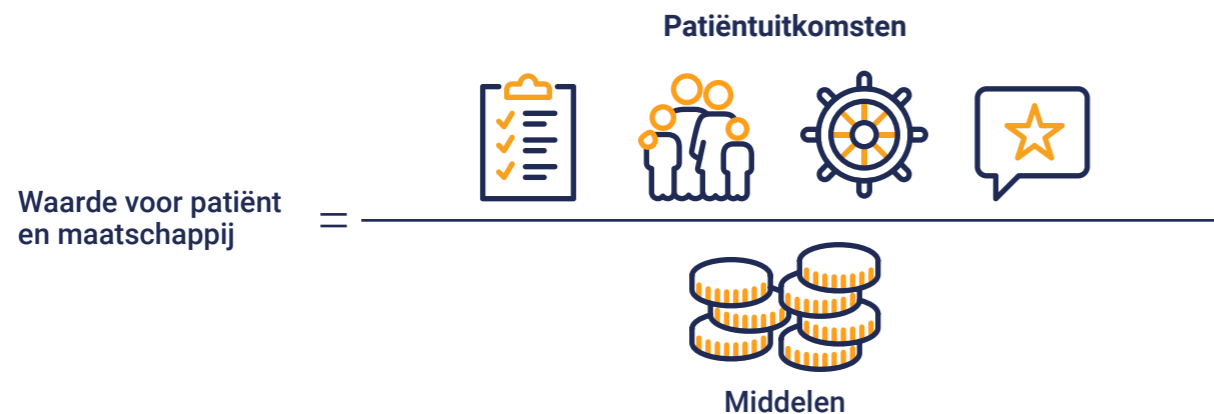 Patiëntuitkomsten
Waarde voor patiënt
en maatschappij
=
Middelen